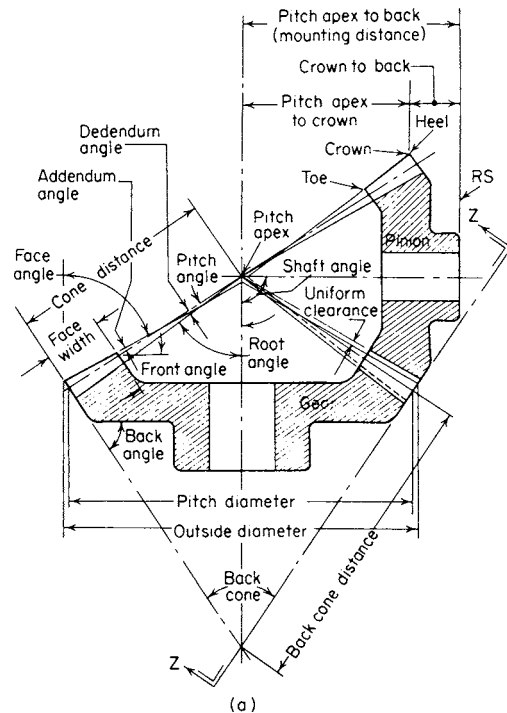 Pitch apex to back
(mounting distance)
Crown to back
Pitch apex
to crown
Heel
Crown
Toe
RS
Dedendum
angle
Addendum
angle
Pitch
apex
Pinion
Z
Face
angle
Cone distance
Pitch
angle
Shaft angle
Uniform
clearance
Face
width
Root
angle
Front angle
Gear
Back
angle
Pitch diameter
Outside diameter
Back
cone
Back cone distance
Z
(a)